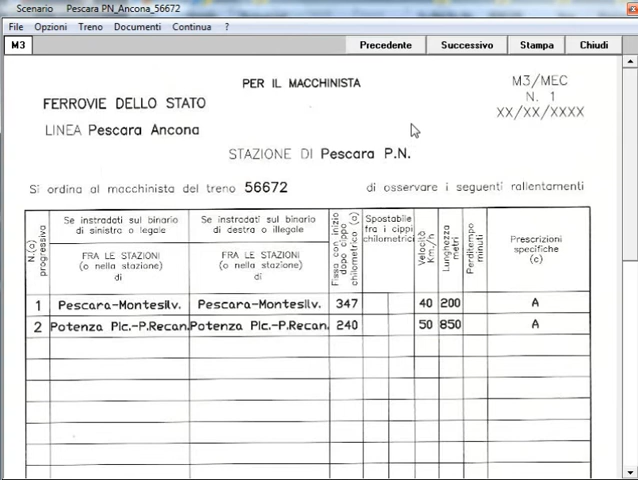 Scenario Pescara PN_Ancona_56672
File Opzioni Treno Documenti Continua ?
M3 Precedente Successivo Stampa Chiudi
PER IL MACCHINISTA
M3/MEC
N. 1
XX/XX/XXXX
FERROVIE DELLO STATO
LINEA Pescara Ancona
STAZIONE DI Pescara P.N.
Si ordina al macchinista del treno 56672 di osservare i seguenti rallentamenti
N.(o) progressiva
Se instradati sul binario di sinistra o legale
FRA LE STAZIONI (o nella stazione) di
Se instradati sul binario di destra o illegale
FRA LE STAZIONI (o nella stazione) di
Fissa con inizio dopo cippo chilometrico (a)
Spostabile fra i cippi chilometrici
Velocità Km./h
Lunghezza metri
Perditempo minuti
Prescrizioni specifiche (c)
1 Pescara-Montesilv. Pescara-Montesilv. 347 40 200 A
2 Potenza Plc.-P.Recan. Potenza Plc.-P.Recan. 240 50 850 A